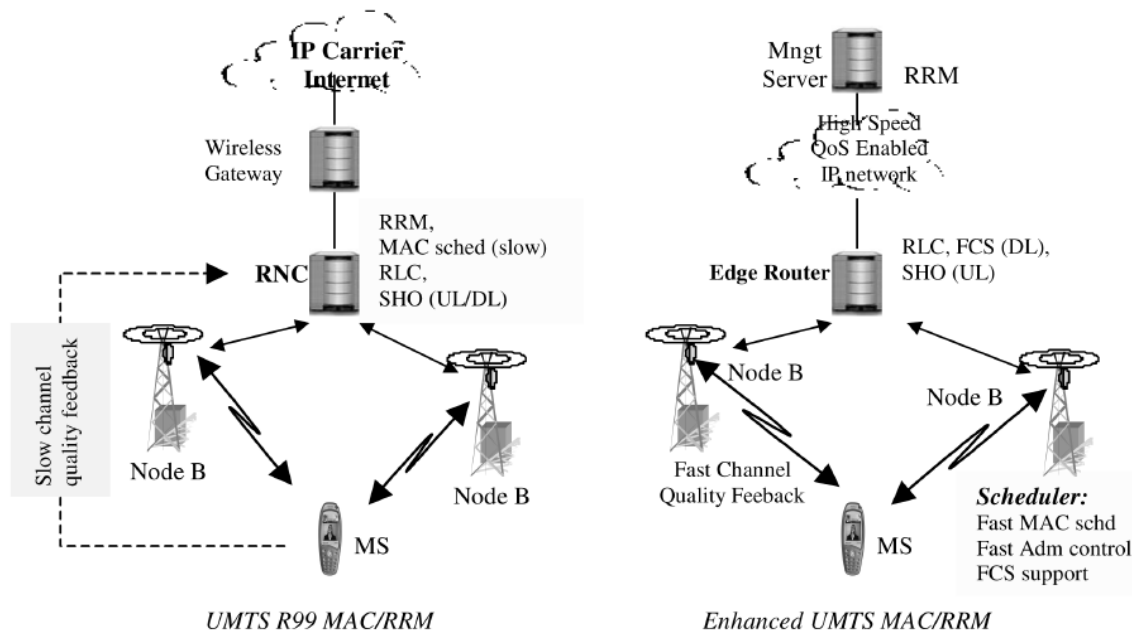 IP Carrier
Internet
Wireless
Gateway
RRM,
MAC sched (slow)
RLC,
SHO (UL/DL)
RNC
Slow channel
quality feedback
Node B
Node B
MS
UMTS R99 MAC/RRM
Mngt
Server
RRM
High Speed
QoS Enabled
IP network
RLC, FCS (DL),
SHO (UL)
Edge Router
Node B
Node B
Fast Channel
Quality Feeback
MS
Scheduler:
Fast MAC schd
Fast Adm control
FCS support
Enhanced UMTS MAC/RRM